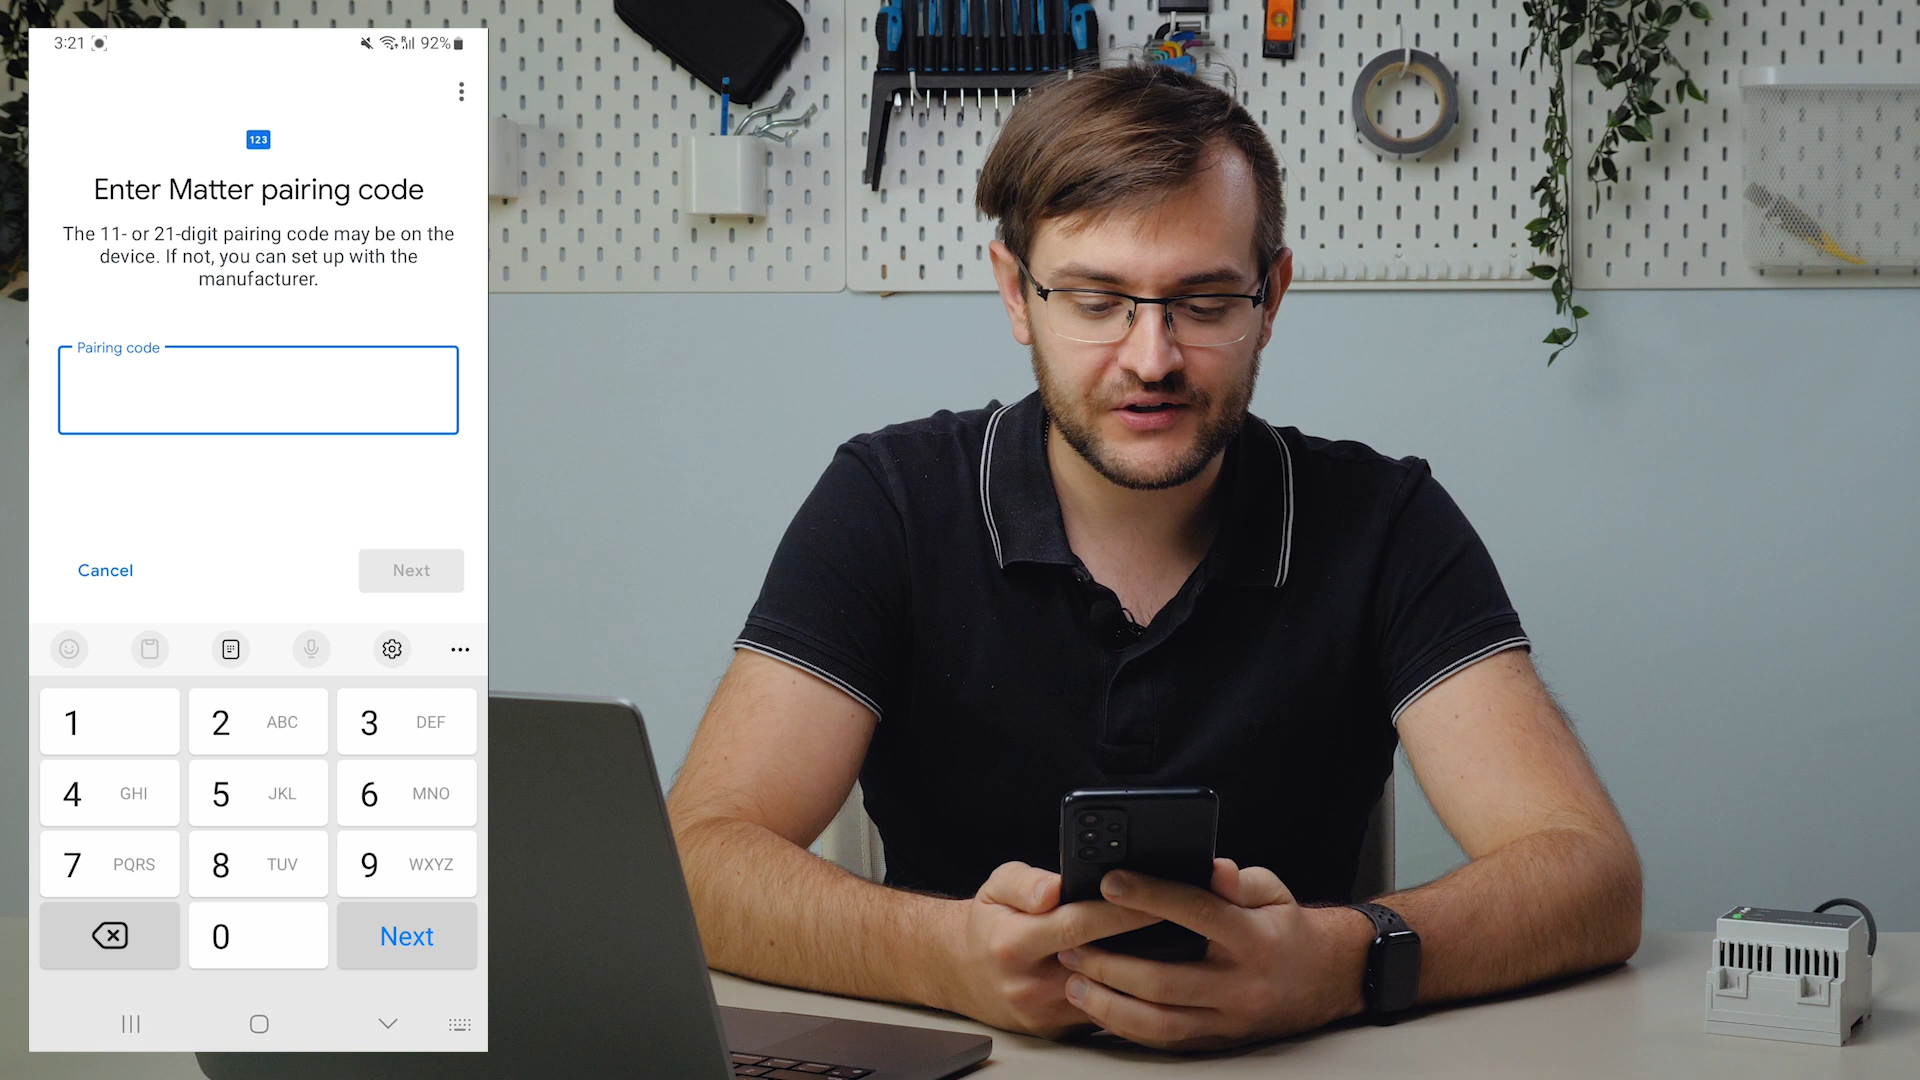 3:21
92%
123
Enter Matter pairing code
The 11- or 21-digit pairing code may be on the
device. If not, you can set up with the
manufacturer.
Pairing code
Cancel
Next
1
2 ABC
3 DEF
4 GHI
5 JKL
6 MNO
7 PQRS
8 TUV
9 WXYZ
0
Next